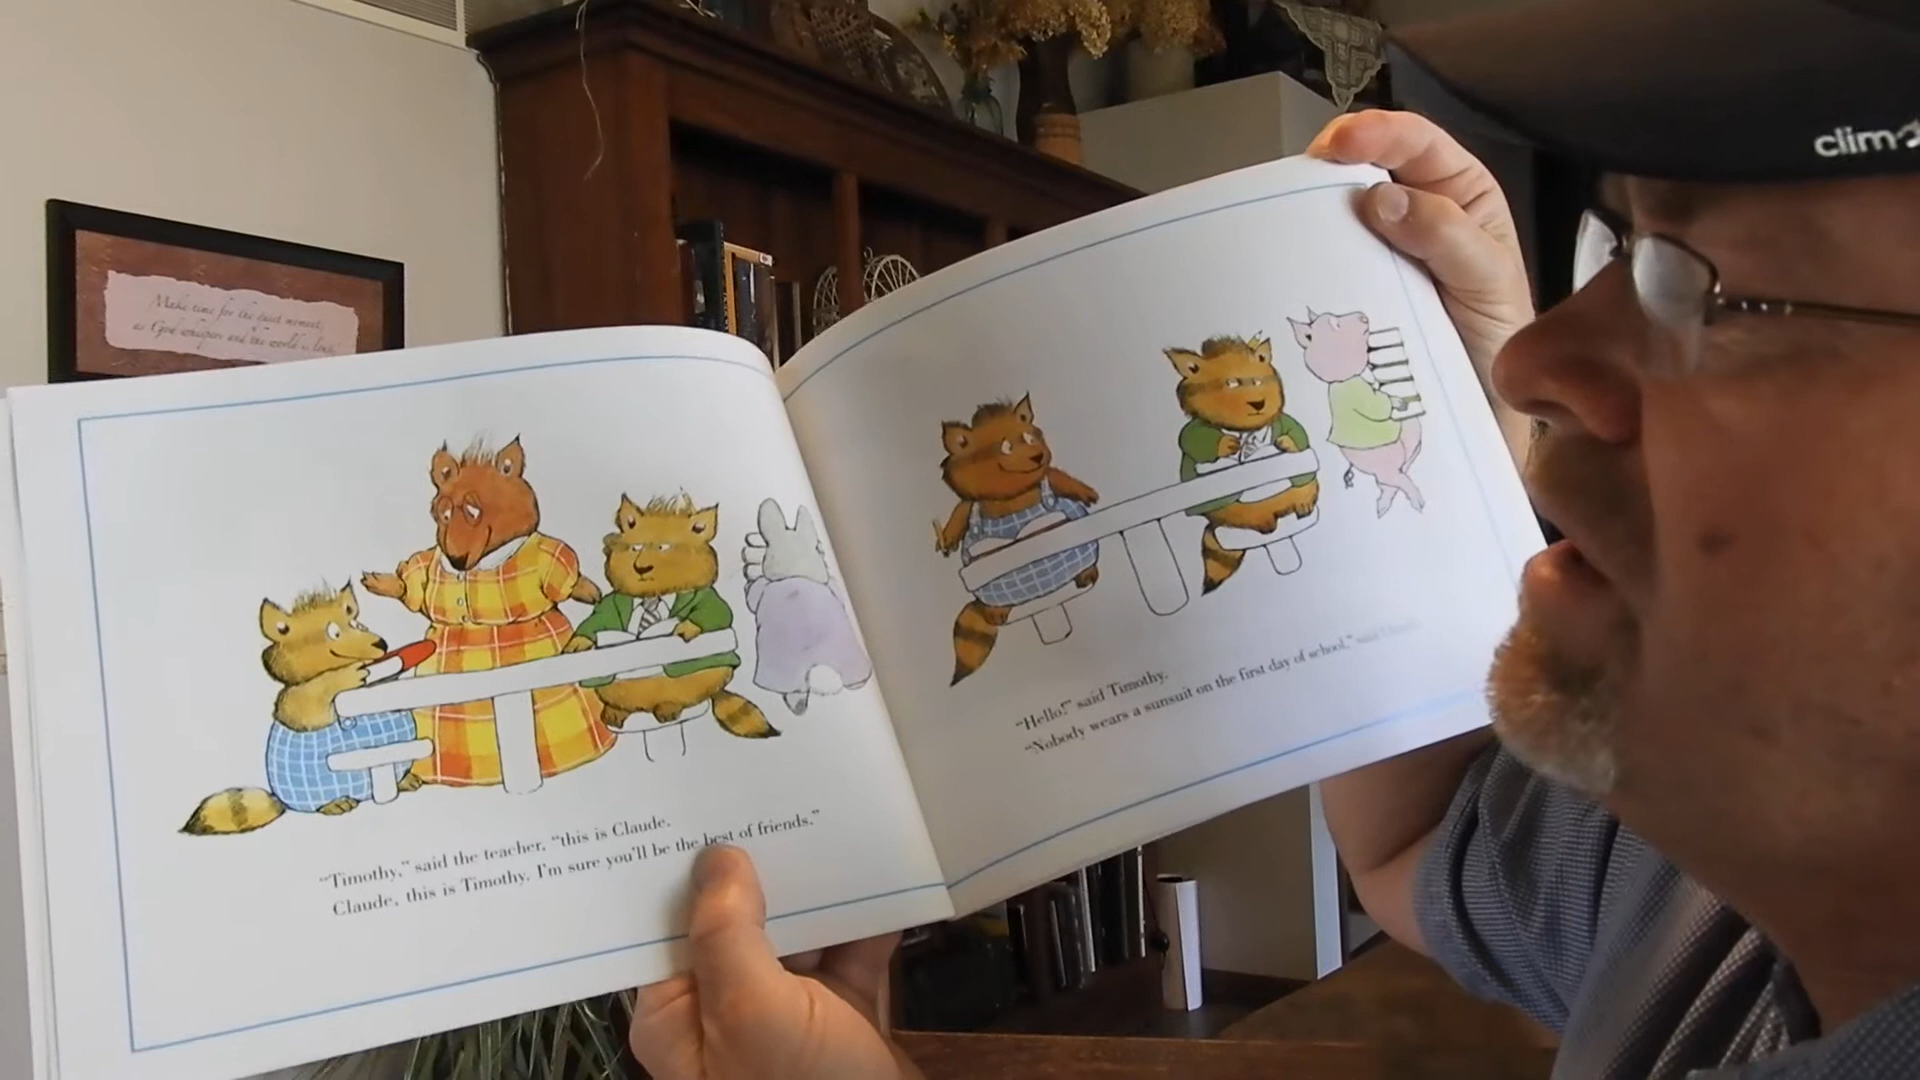 Make time for the quiet moments,
as God whispers and the world is loud.
clim
"Timothy," said the teacher, "this is Claude.
Claude, this is Timothy. I'm sure you'll be the best of friends."
"Hello!" said Timothy.
"Nobody wears a sunsuit on the first day of school," said Claude.